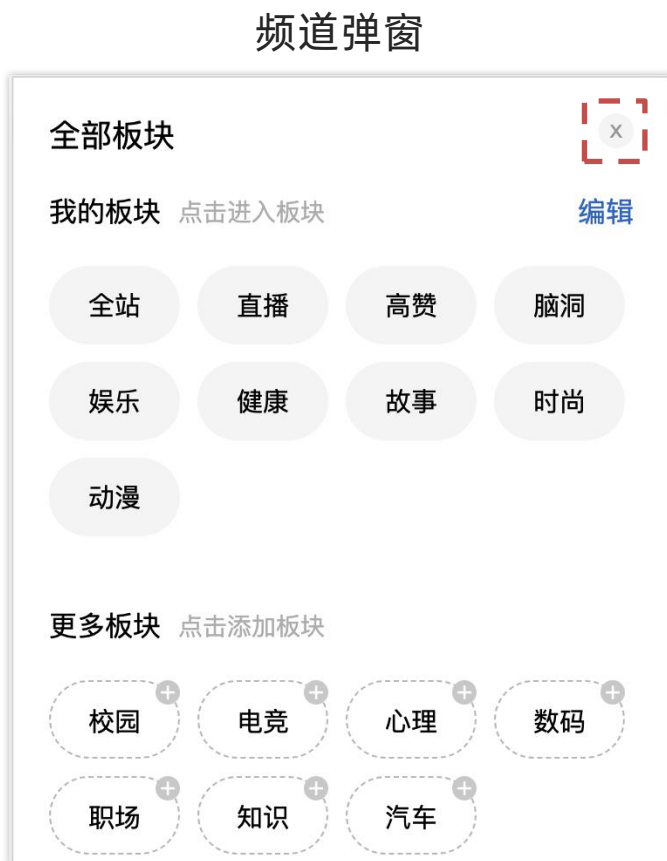 频道弹窗
全部板块 X
我的板块 点击进入板块 编辑
全站 直播 高赞 脑洞
娱乐 健康 故事 时尚
动漫
更多板块 点击添加板块
校园 电竞 心理 数码
职场 知识 汽车